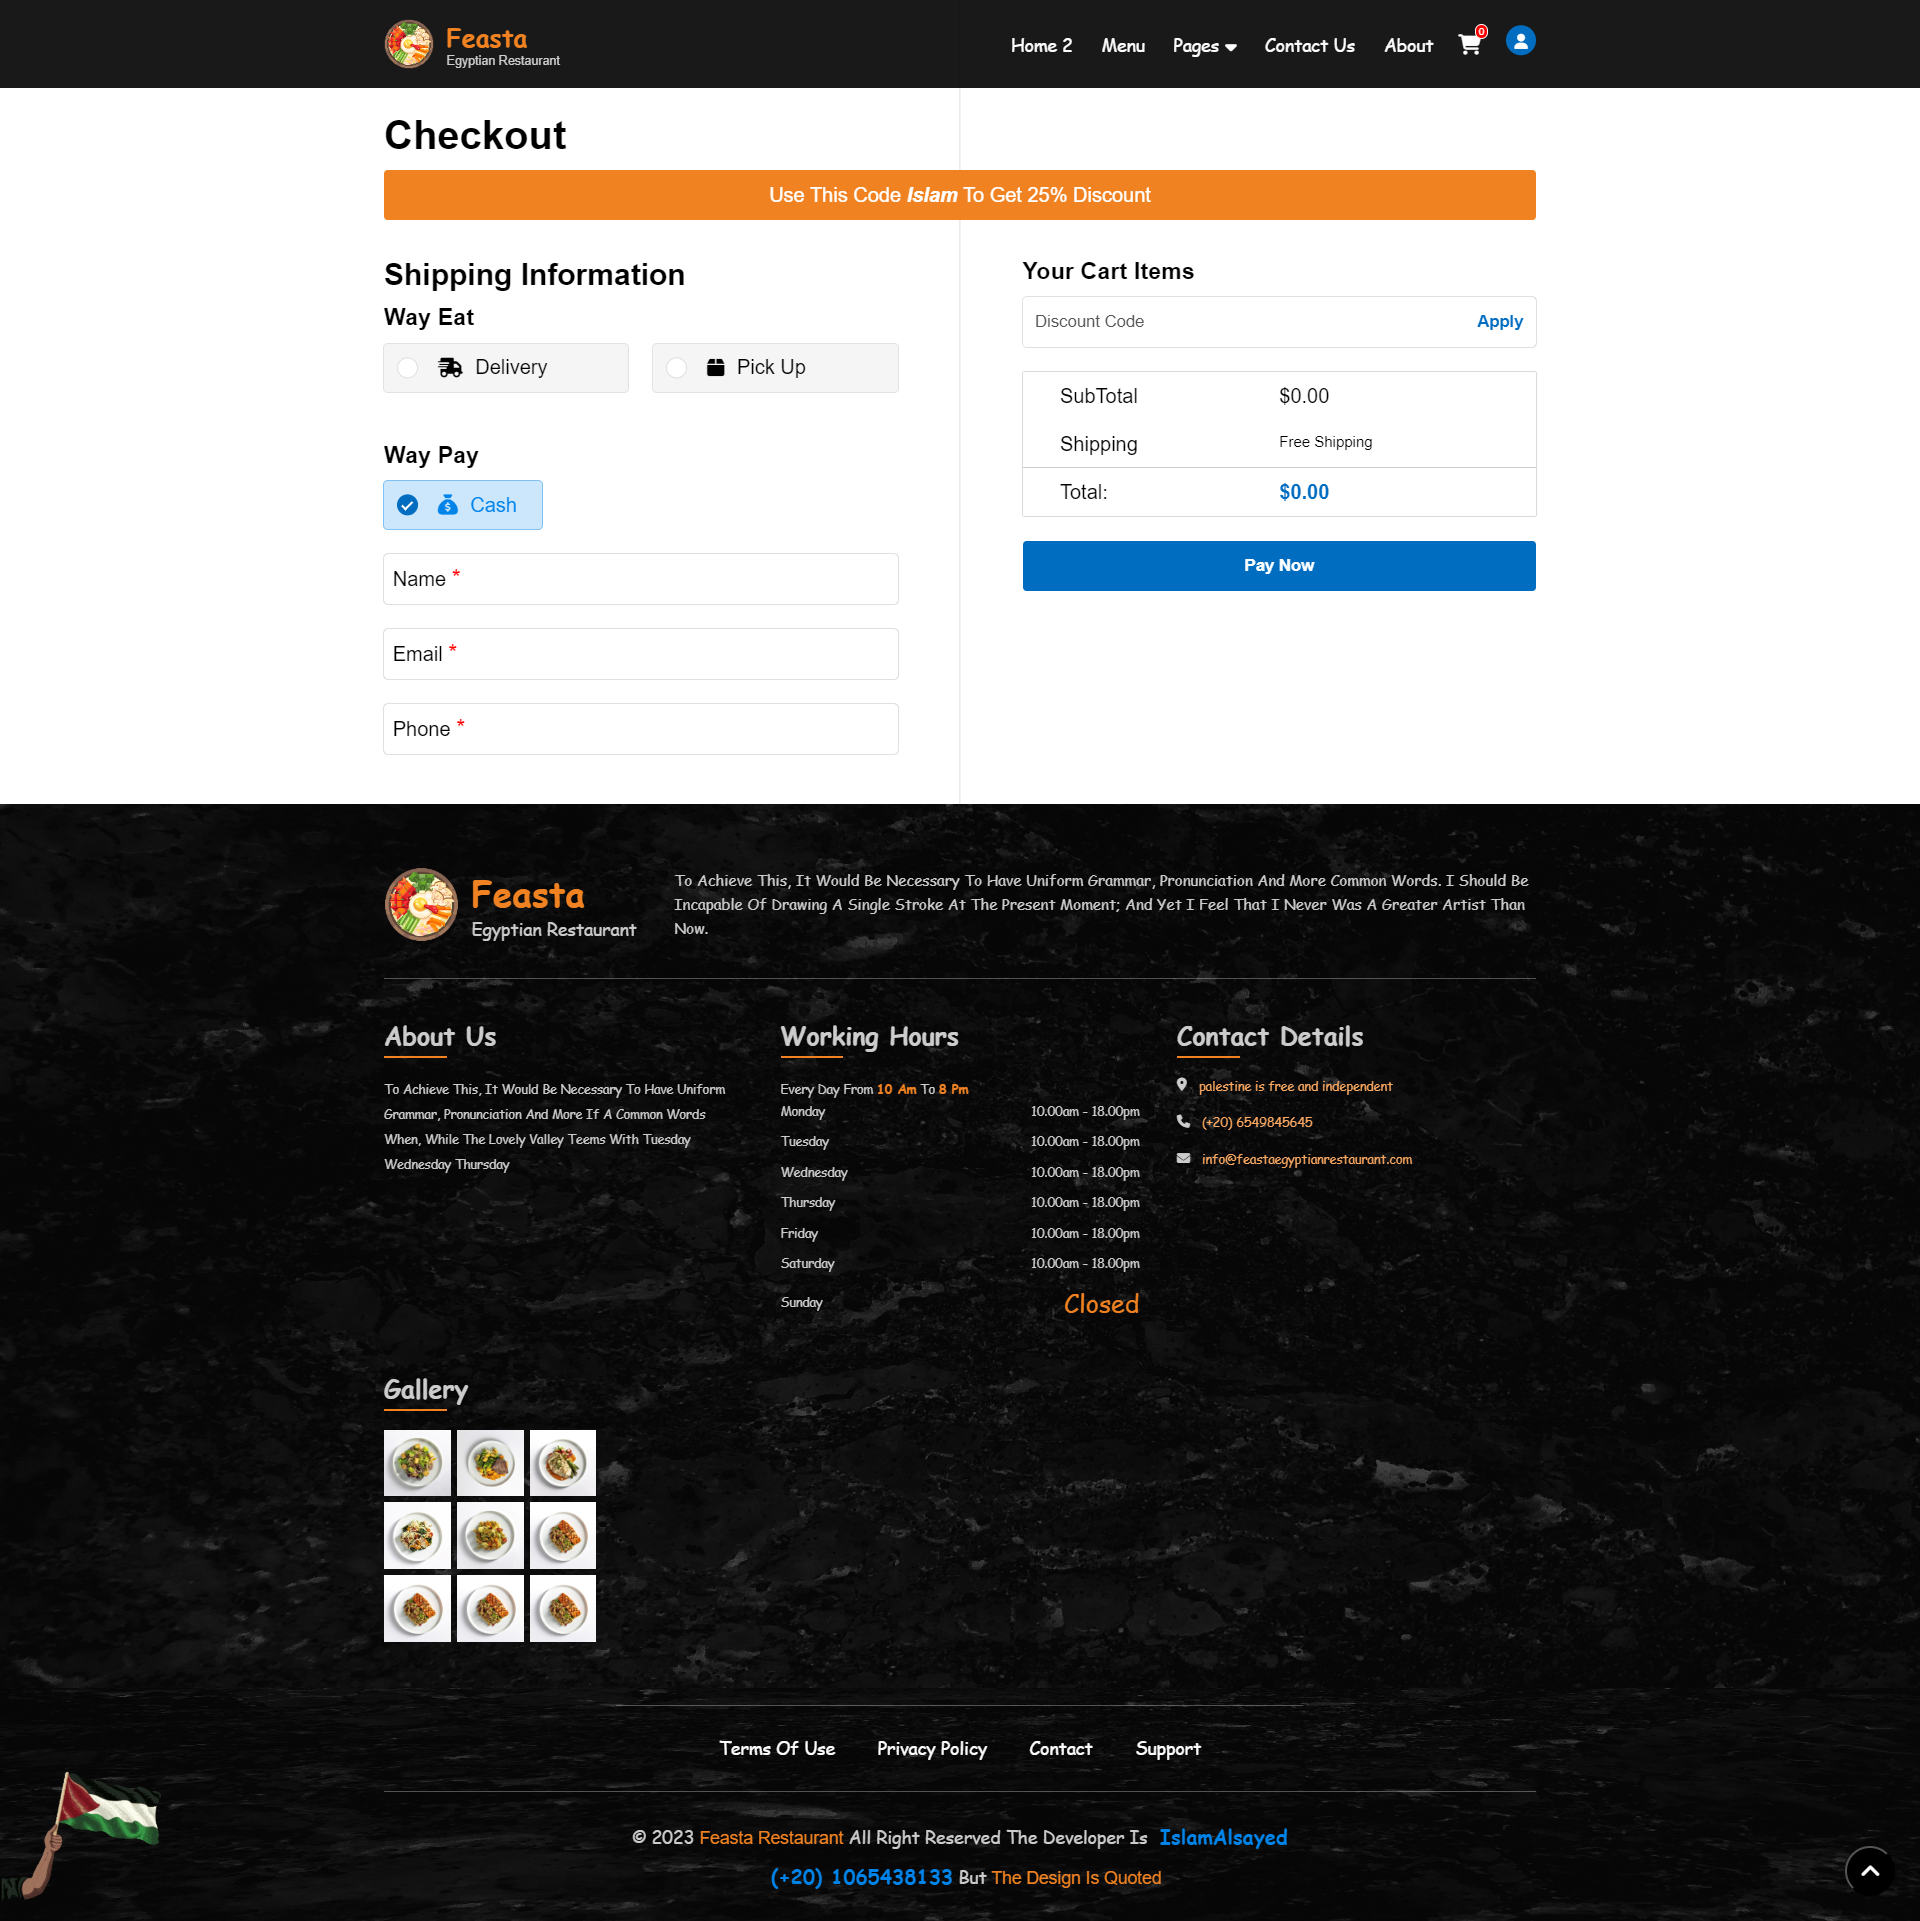 Feasta
Egyptian Restaurant
Home 2
Menu
Pages
Contact Us
About
0
Checkout
Use This Code Islam To Get 25% Discount
Shipping Information
Way Eat
Delivery
Pick Up
Way Pay
Cash
Name *
Email *
Phone *
Your Cart Items
Discount Code
Apply
SubTotal
$0.00
Shipping
Free Shipping
Total:
$0.00
Pay Now
Feasta
Egyptian Restaurant
To Achieve This, It Would Be Necessary To Have Uniform Grammar, Pronunciation And More Common Words. I Should Be
Incapable Of Drawing A Single Stroke At The Present Moment; And Yet I Feel That I Never Was A Greater Artist Than
Now.
About Us
To Achieve This, It Would Be Necessary To Have Uniform
Grammar, Pronunciation And More If A Common Words
When, While The Lovely Valley Teems With Tuesday
Wednesday Thursday
Working Hours
Every Day From 10 Am To 8 Pm
Monday 10.00am - 18.00pm
Tuesday 10.00am - 18.00pm
Wednesday 10.00am - 18.00pm
Thursday 10.00am - 18.00pm
Friday 10.00am - 18.00pm
Saturday 10.00am - 18.00pm
Sunday Closed
Contact Details
palestine is free and independent
(+20) 6549845645
info@feastaegyptianrestaurant.com
Gallery
Terms Of Use
Privacy Policy
Contact
Support
© 2023 Feasta Restaurant All Right Reserved The Developer Is IslamAlsayed
(+20) 1065438133 But The Design Is Quoted